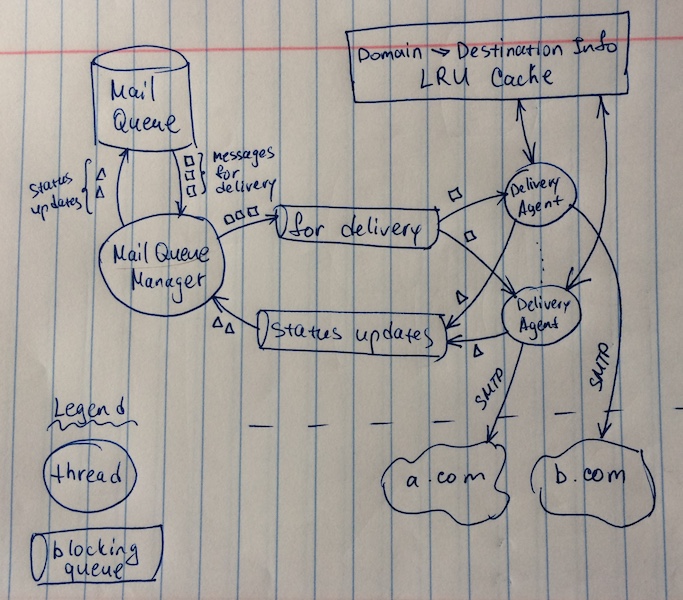 Domain → Destination Info
LRU Cache
Mail
Queue
status
updates
messages
for
delivery
Mail Queue
Manager
for delivery
Delivery
Agent
status updates
Delivery
Agent
SMTP
SMTP
Legend
thread
blocking
queue
a.com
b.com